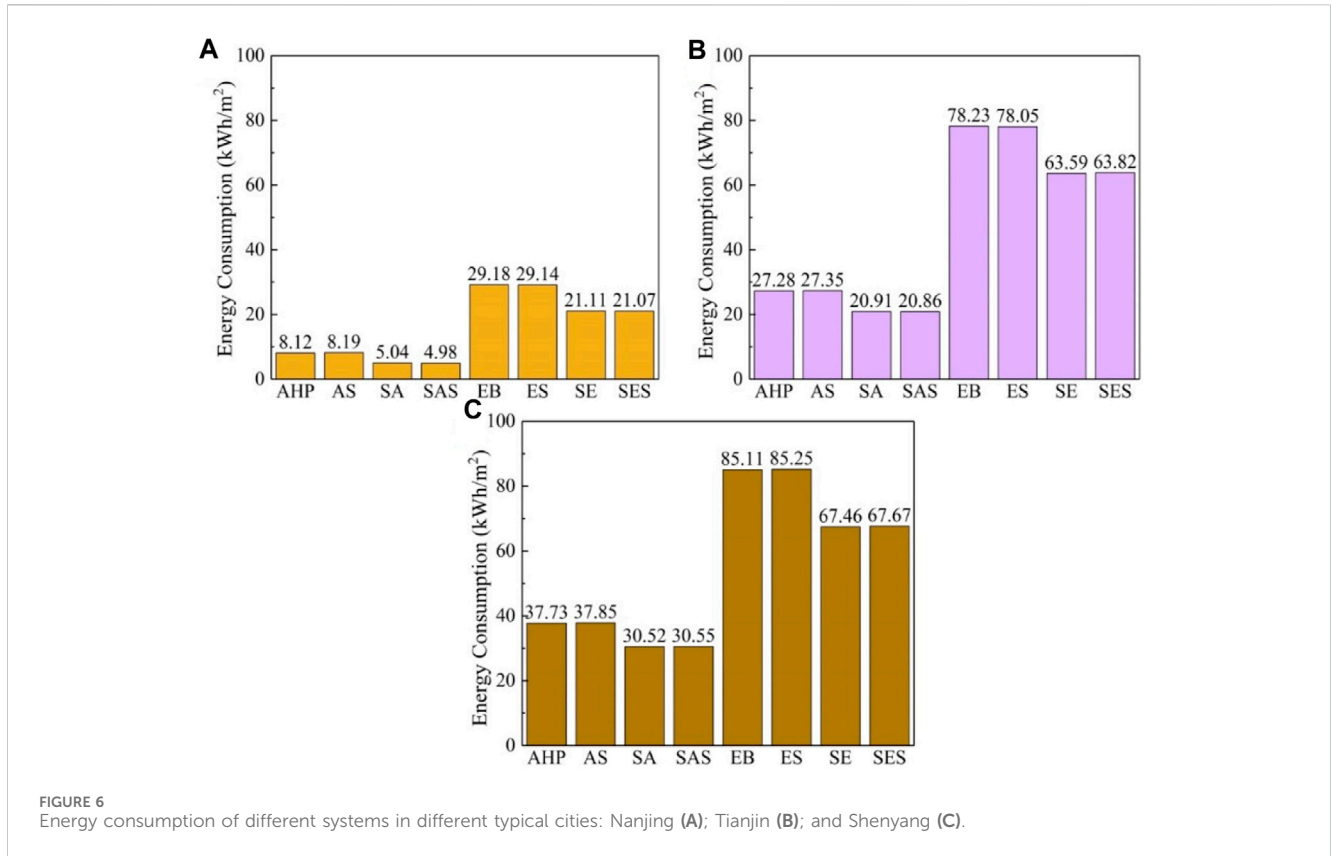 A
Energy Consumption (kWh/m²)
100
80
60
40
20
0
8.12 8.19 5.04 4.98 29.18 29.14 21.11 21.07
AHP AS SA SAS EB ES SE SES
B
Energy Consumption (kWh/m²)
100
80
60
40
20
0
27.28 27.35 20.91 20.86 78.23 78.05 63.59 63.82
AHP AS SA SAS EB ES SE SES
C
Energy Consumption (kWh/m²)
100
80
60
40
20
0
37.73 37.85 30.52 30.55 85.11 85.25 67.46 67.67
AHP AS SA SAS EB ES SE SES
FIGURE 6
Energy consumption of different systems in different typical cities: Nanjing (A); Tianjin (B); and Shenyang (C).